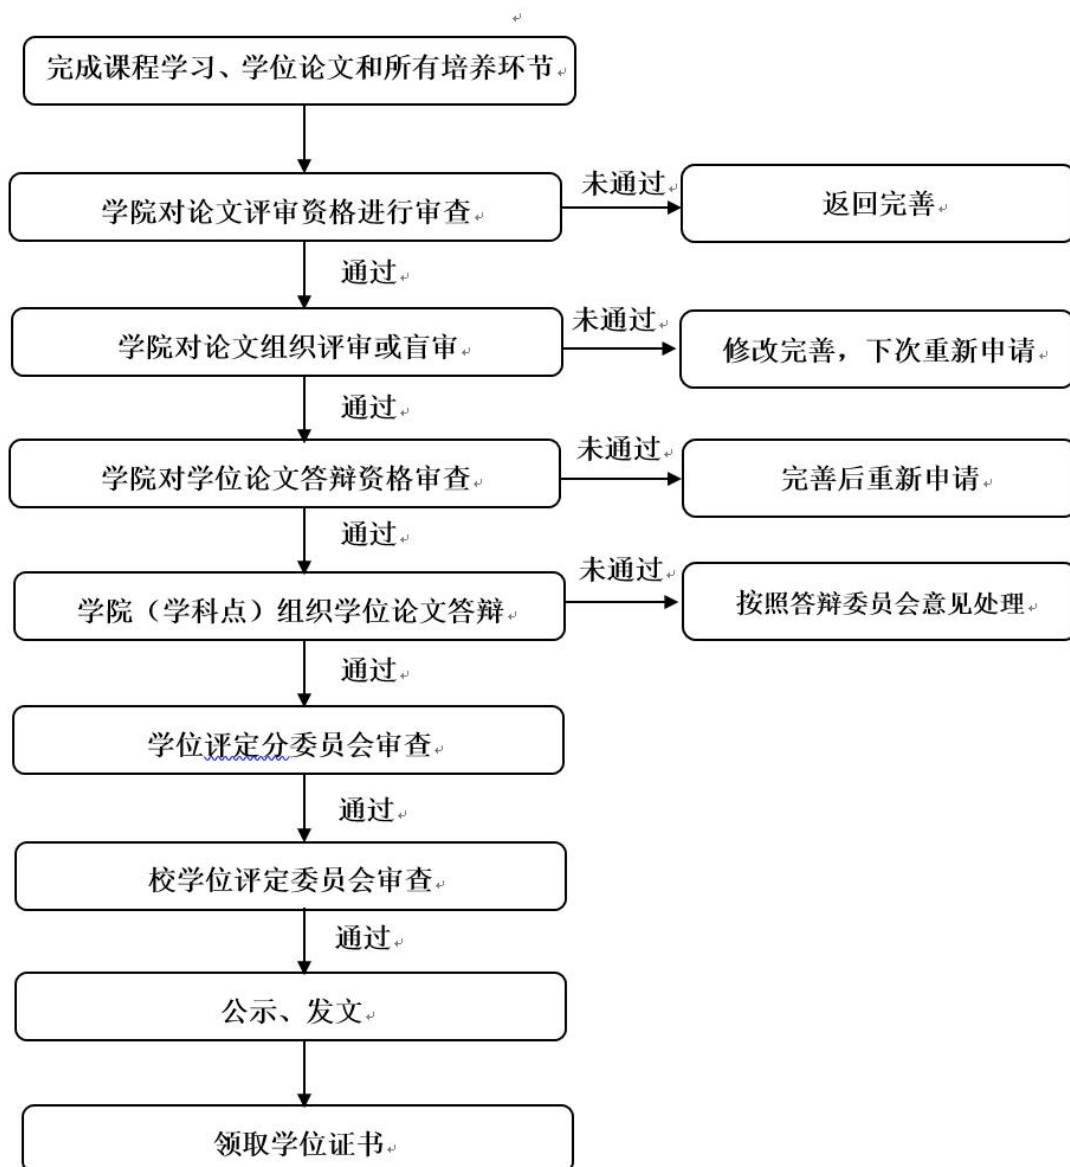 完成课程学习、学位论文和所有培养环节
学院对论文评审资格进行审查
未通过
返回完善
通过
学院对论文组织评审或盲审
未通过
修改完善，下次重新申请
通过
学院对学位论文答辩资格审查
未通过
完善后重新申请
通过
学院（学科点）组织学位论文答辩
未通过
按照答辩委员会意见处理
通过
学位评定分委员会审查
通过
校学位评定委员会审查
通过
公示、发文
领取学位证书